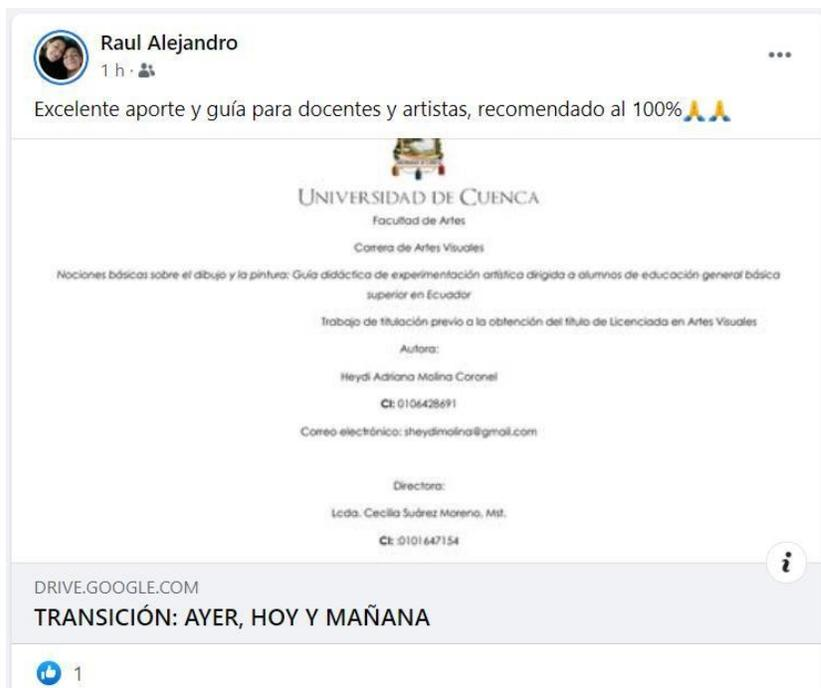 Raul Alejandro
1 h ·
Excelente aporte y guía para docentes y artistas, recomendado al 100%🙏🙏
UNIVERSIDAD DE CUENCA
Facultad de Artes
Carrera de Artes Visuales
Nociones básicas sobre el dibujo y la pintura: Guía didáctica de experimentación artística dirigida a alumnos de educación general básica
superior en Ecuador
Trabajo de titulación previo a la obtención del título de Licenciada en Artes Visuales
Autora:
Heydi Adriana Molina Coronel
CI: 0106428691
Correo electrónico: sheydimolina@gmail.com
Directora:
Lcda. Cecilia Suárez Moreno, Mst.
CI: :0101647154
DRIVE.GOOGLE.COM
TRANSICIÓN: AYER, HOY Y MAÑANA
1